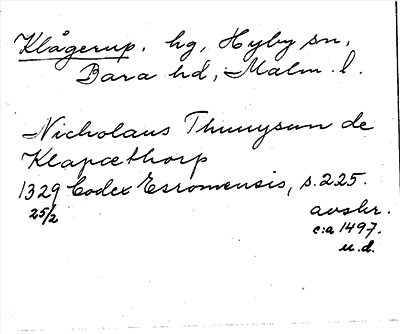 Klågerup. hg, Hyby sn,
Bara hd, Malm. l.
Nicholaus Thuuysun de
Klapæthorp
1329 Codex Esromensis, s. 225.
25/2 avskr.
c:a 1497.
u.d.